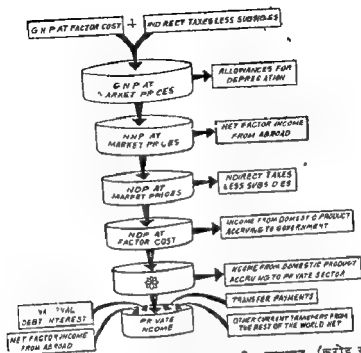 GNP AT FACTOR COST + INDIRECT TAXES LESS SUBSIDIES
GNP AT
MARKET PRICES
ALLOWANCES FOR
DEPRECIATION
NNP AT
MARKET PRICES
NET FACTOR INCOME
FROM ABROAD
NDP AT
MARKET PRICES
INDIRECT TAXES
LESS SUBSIDIES
NDP AT
FACTOR COST
INCOME FROM DOMESTIC PRODUCT
ACCRUING TO GOVERNMENT
INCOME FROM DOMESTIC PRODUCT
ACCRUING TO PRIVATE SECTOR
NATIONAL
DEBT INTEREST
TRANSFER PAYMENTS
PRIVATE
INCOME
NET FACTOR INCOME
FROM ABROAD
OTHER CURRENT TRANSFERS FROM
THE REST OF THE WORLD NET